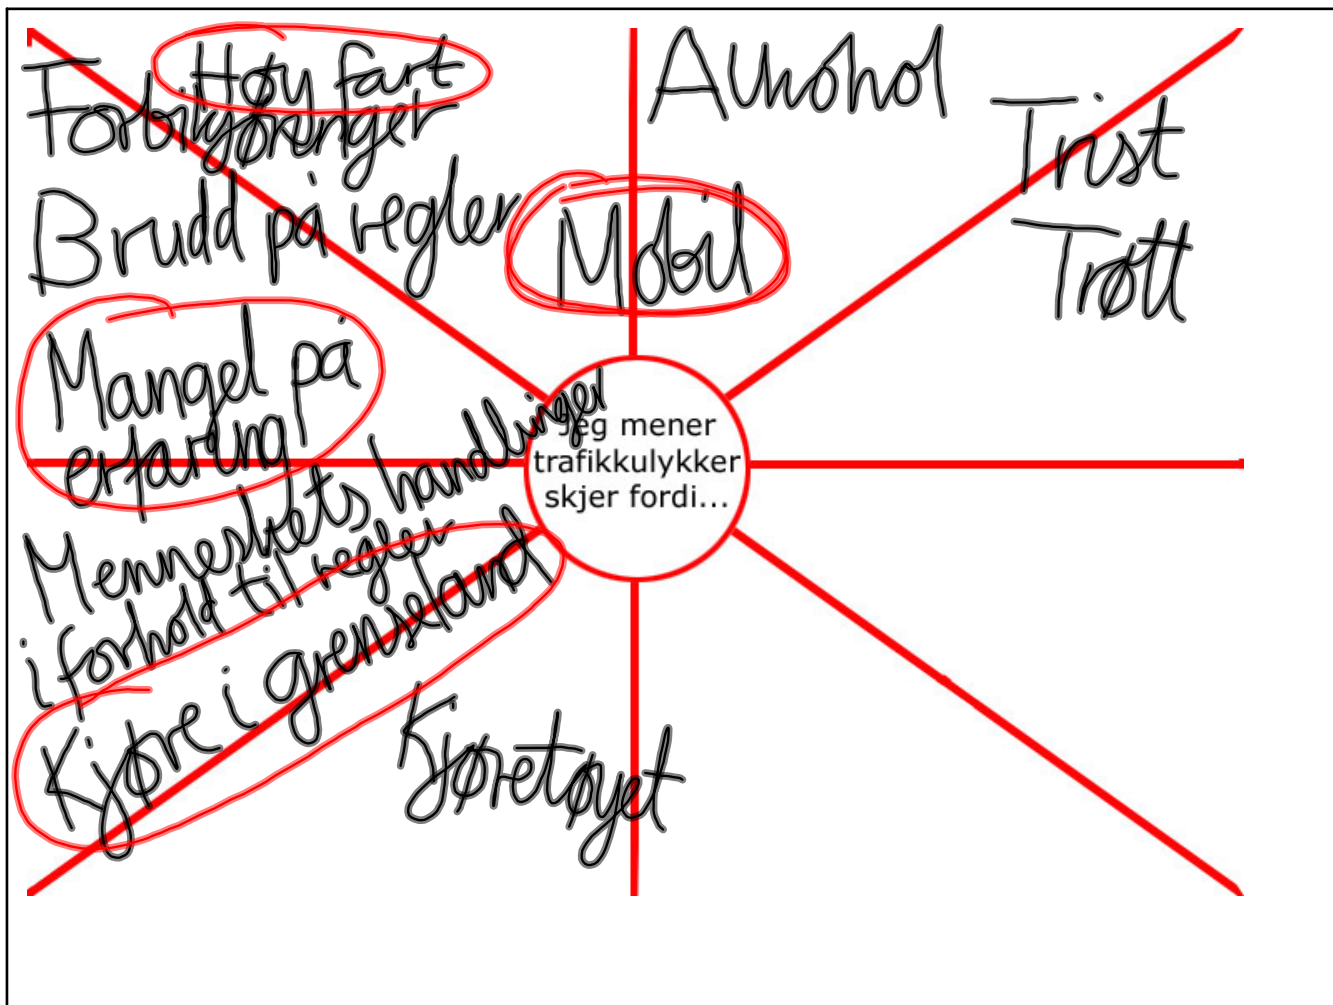 Høy fart
Forbikjøringer
Brudd på regler
Mangel på
erfaring
Menneskets handlinger
i forhold til regler
Kjøre i grenseland
Kjøretøyet
Alkohol
Mobil
Trist
Trøtt
Jeg mener
trafikkulykker
skjer fordi...